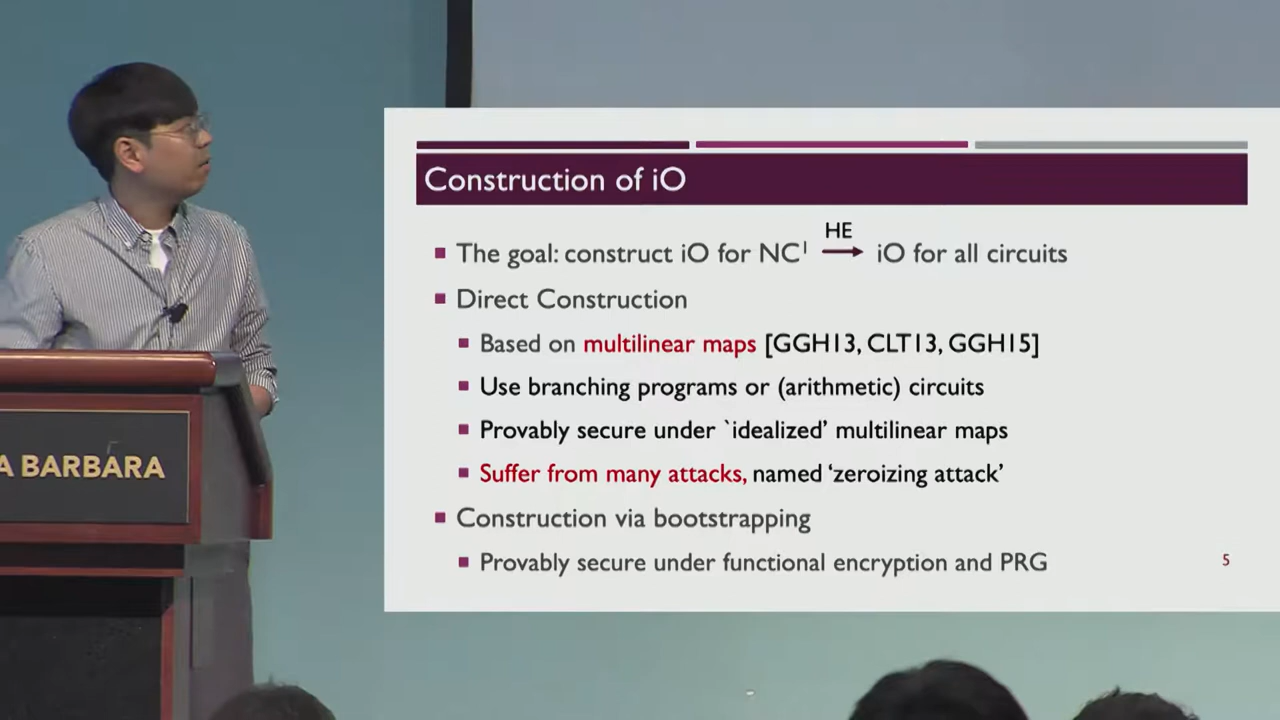 Construction of iO
HE
The goal: construct iO for NC¹ → iO for all circuits
Direct Construction
Based on multilinear maps [GGH13, CLT13, GGH15]
Use branching programs or (arithmetic) circuits
Provably secure under `idealized’ multilinear maps
Suffer from many attacks, named ‘zeroizing attack’
Construction via bootstrapping
Provably secure under functional encryption and PRG
5
A BARBARA